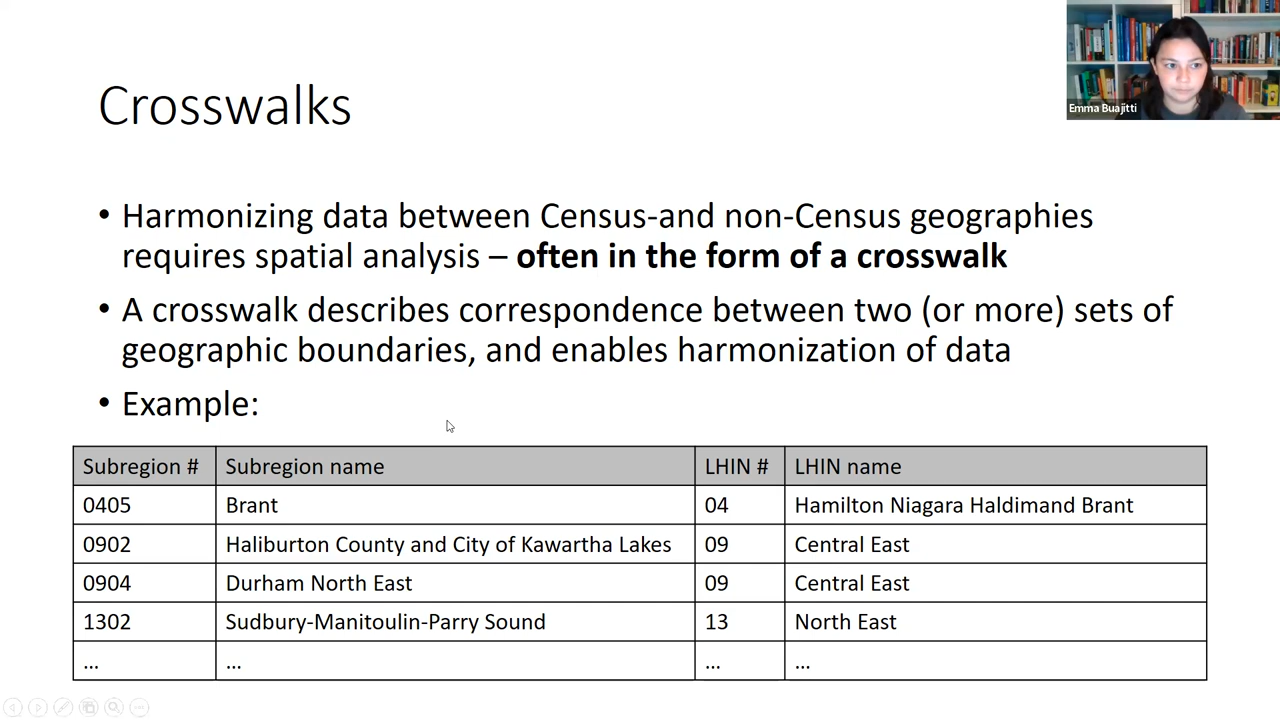 Crosswalks
Emma Buajitti
• Harmonizing data between Census-and non-Census geographies
requires spatial analysis – often in the form of a crosswalk
• A crosswalk describes correspondence between two (or more) sets of
geographic boundaries, and enables harmonization of data
• Example:
Subregion # Subregion name LHIN # LHIN name
0405 Brant 04 Hamilton Niagara Haldimand Brant
0902 Haliburton County and City of Kawartha Lakes 09 Central East
0904 Durham North East 09 Central East
1302 Sudbury-Manitoulin-Parry Sound 13 North East
... ... ... ...